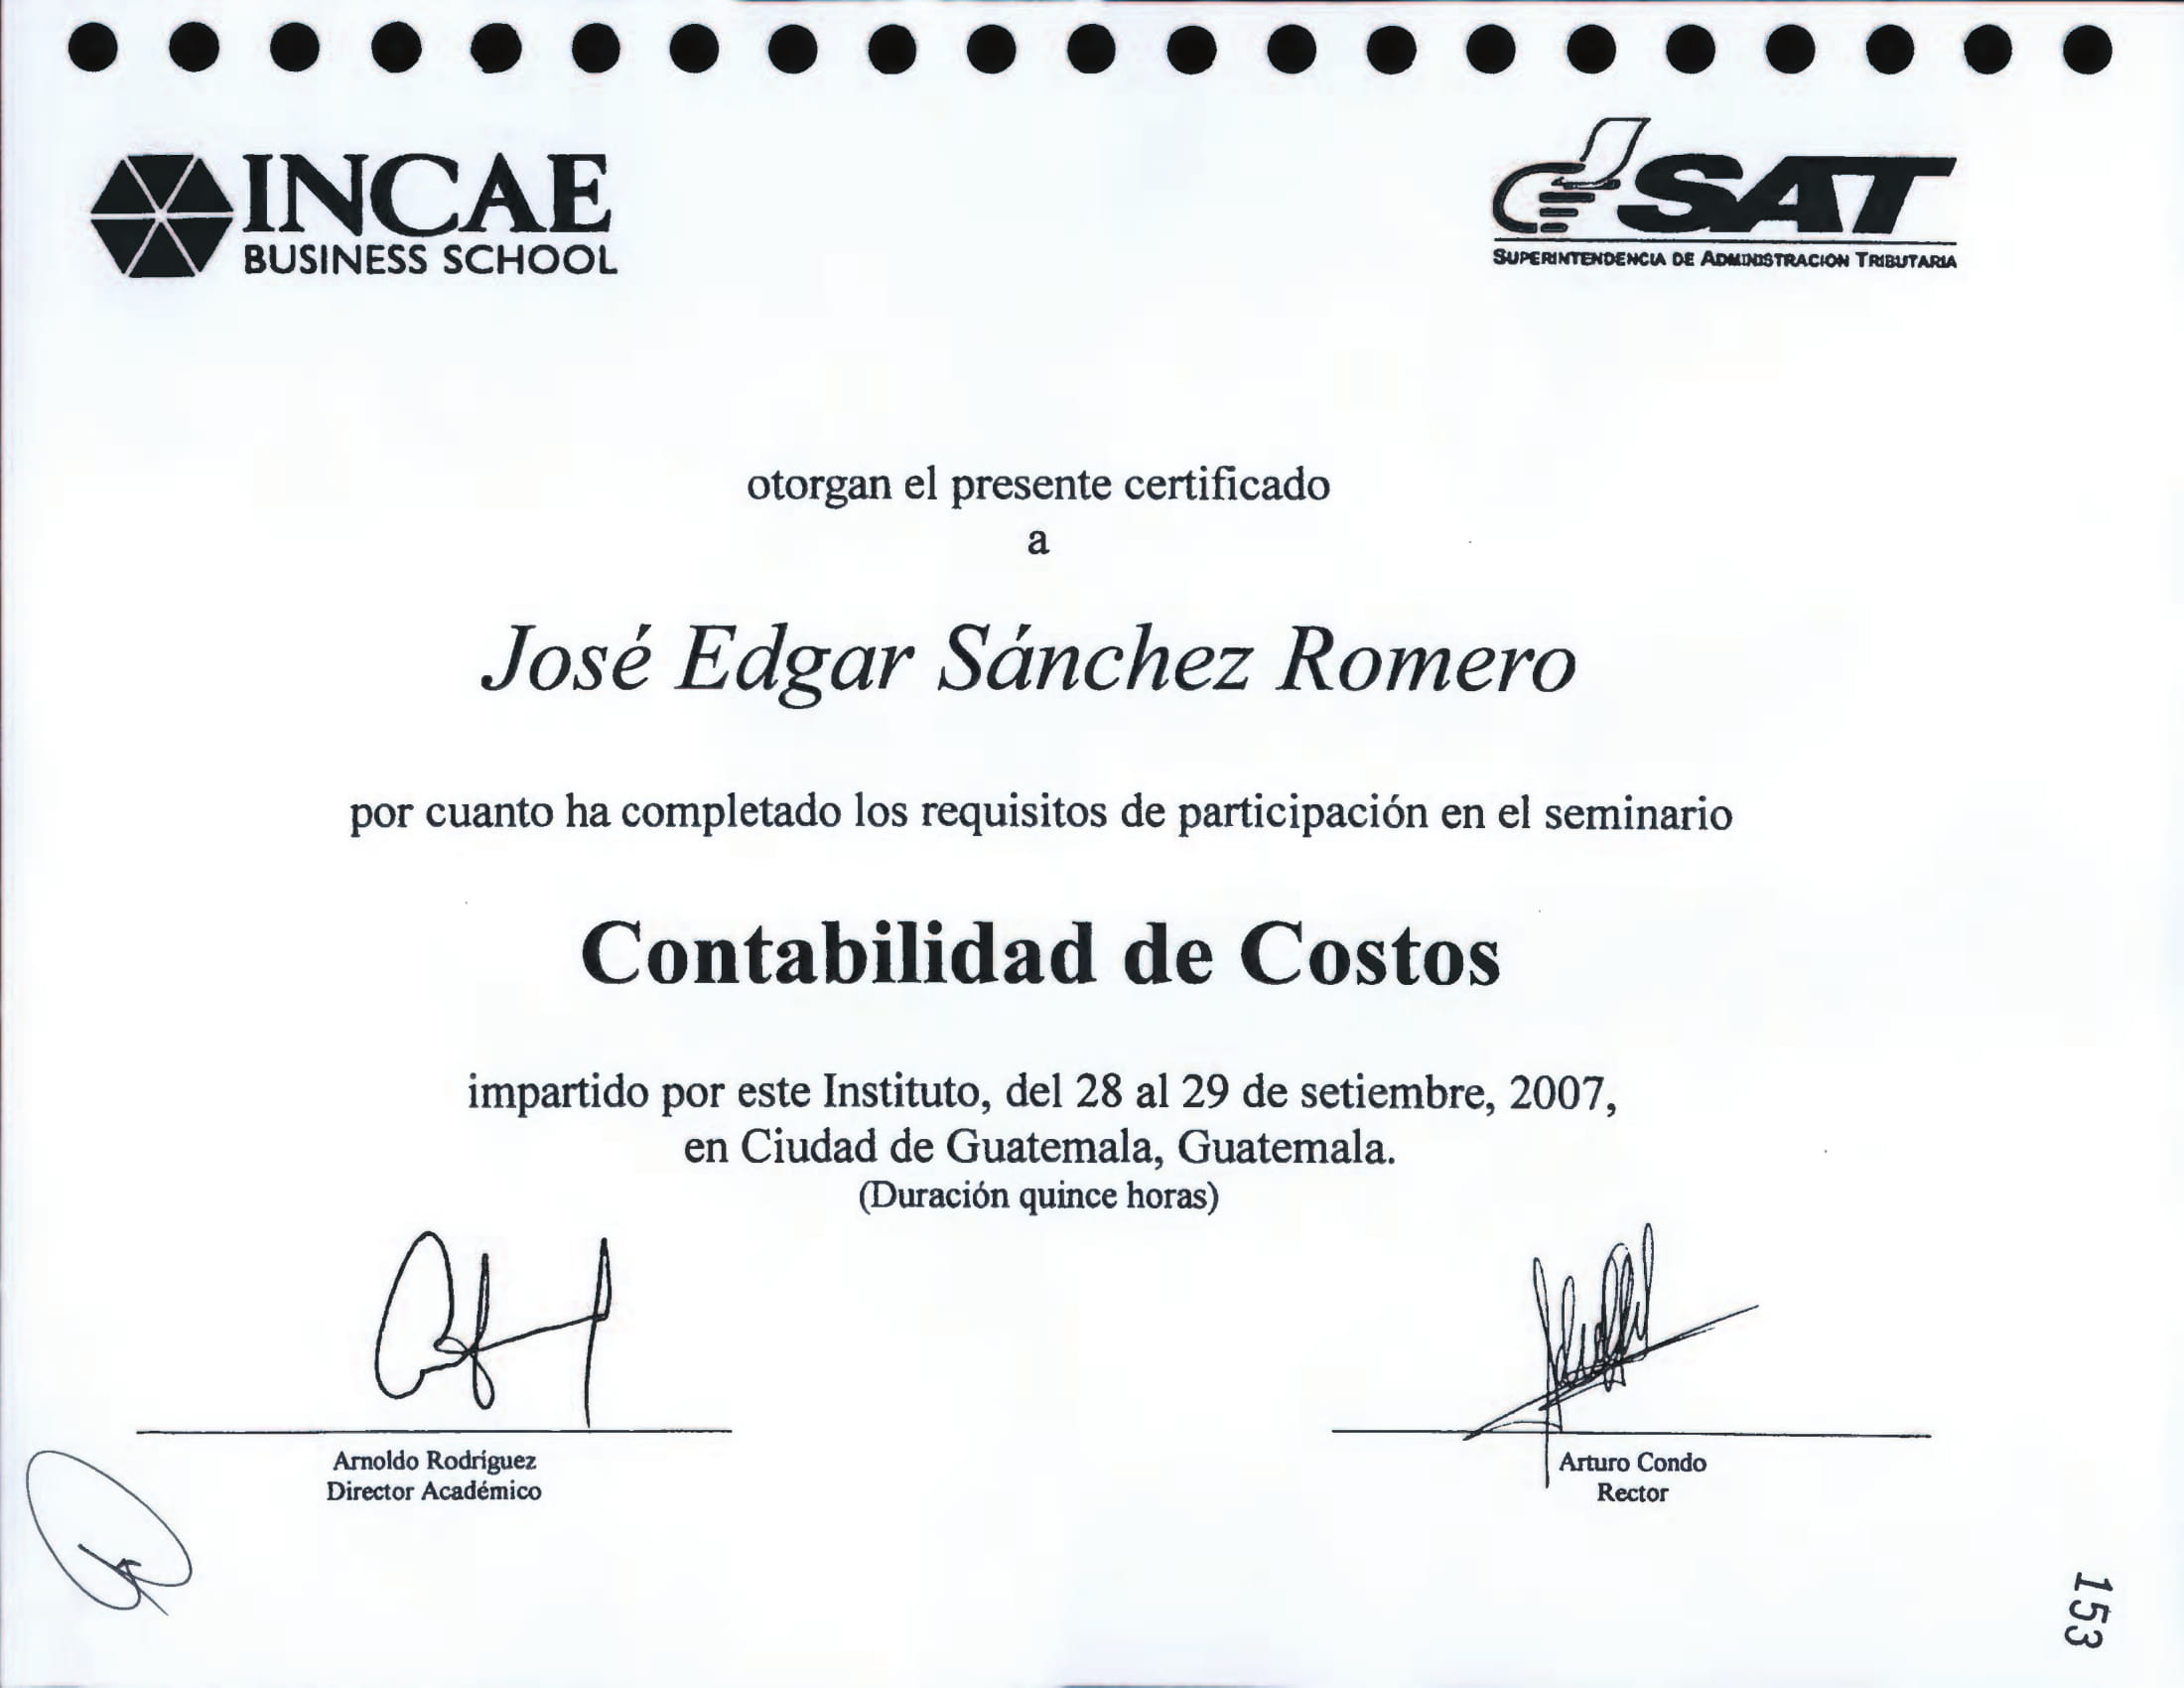 INCAE
BUSINESS SCHOOL
SAT
SUPERINTENDENCIA DE ADMINISTRACION TRIBUTARIA
otorgan el presente certificado
a
José Edgar Sánchez Romero
por cuanto ha completado los requisitos de participación en el seminario
Contabilidad de Costos
impartido por este Instituto, del 28 al 29 de setiembre, 2007,
en Ciudad de Guatemala, Guatemala.
(Duración quince horas)
Arnoldo Rodríguez
Director Académico
Arturo Condo
Rector
153